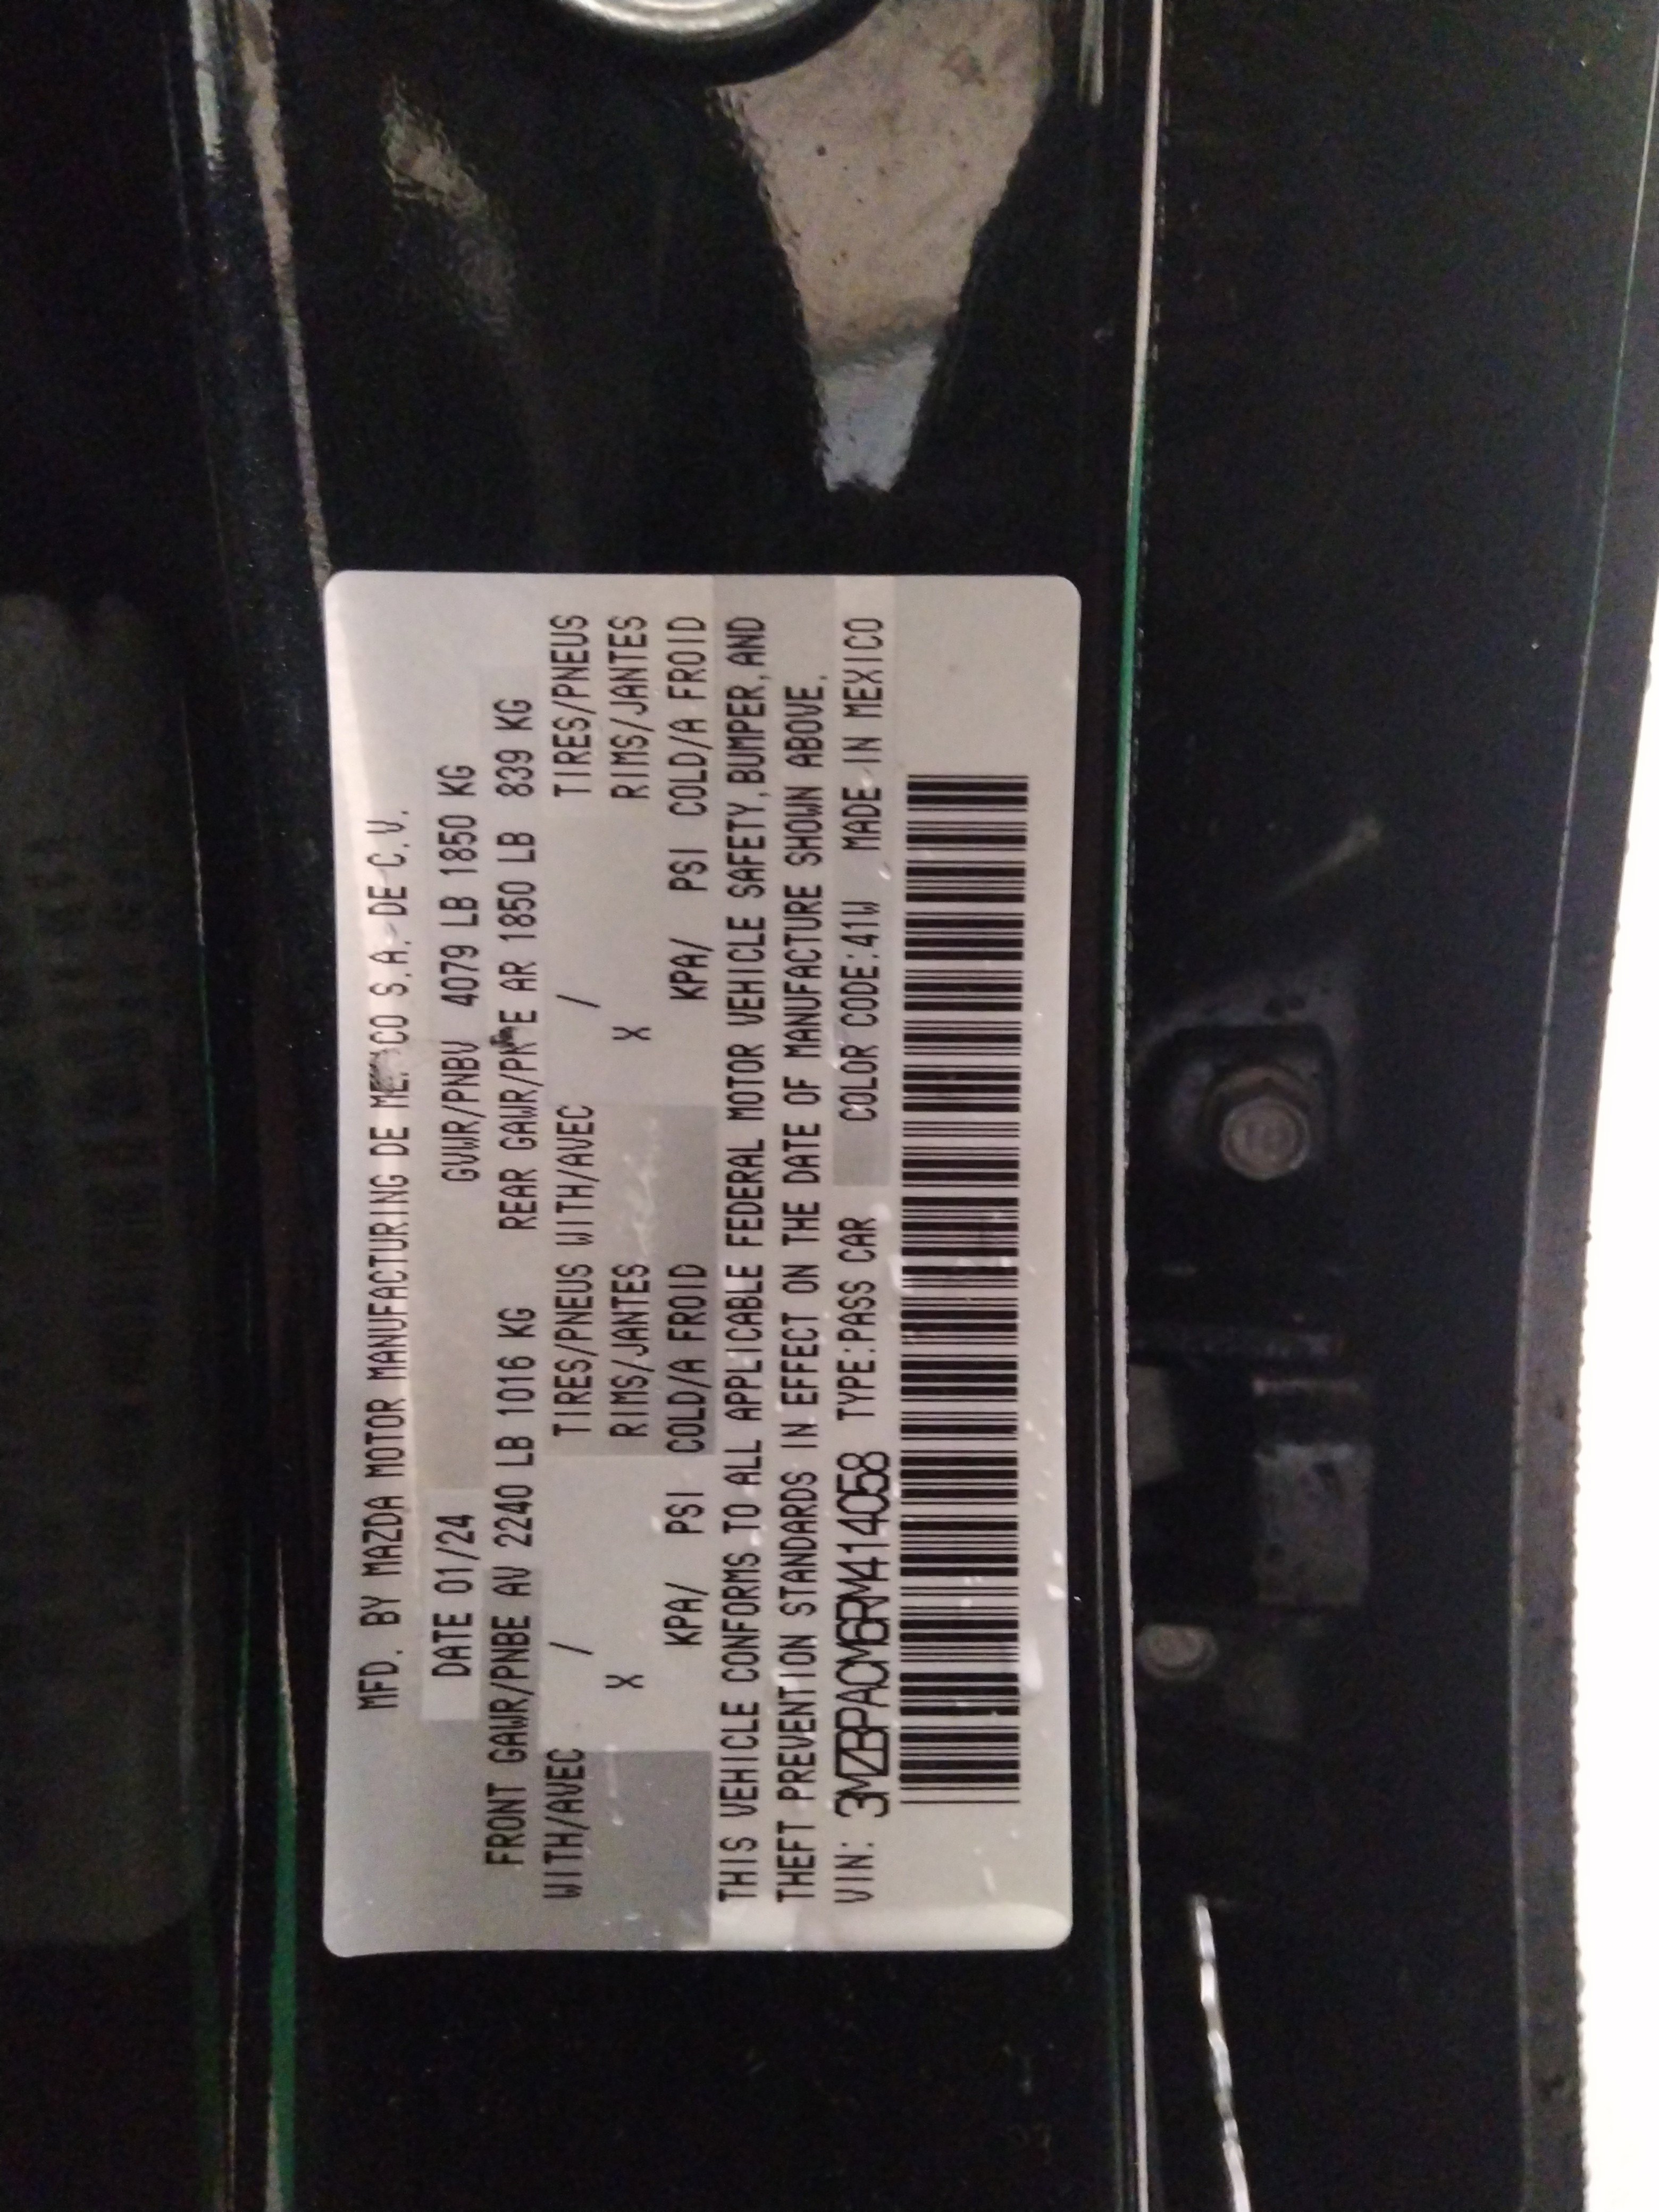 MFD. BY MAZDA MOTOR MANUFACTURING DE MEXICO S.A. DE C.V.
DATE 01/24 GVWR/PNBV 4079 LB 1850 KG
FRONT GAWR/PNBE AV 2240 LB 1016 KG REAR GAWR/PNBE AR 1850 LB 839 KG
WITH/AVEC / TIRES/PNEUS WITH/AVEC / TIRES/PNEUS
X RIMS/JANTES X RIMS/JANTES
KPA/ PSI COLD/A FROID KPA/ PSI COLD/A FROID
THIS VEHICLE CONFORMS TO ALL APPLICABLE FEDERAL MOTOR VEHICLE SAFETY,BUMPER,AND
THEFT PREVENTION STANDARDS IN EFFECT ON THE DATE OF MANUFACTURE SHOWN ABOVE.
VIN: 3MZBPACM6RM414058 TYPE:PASS CAR COLOR CODE:41W MADE IN MEXICO